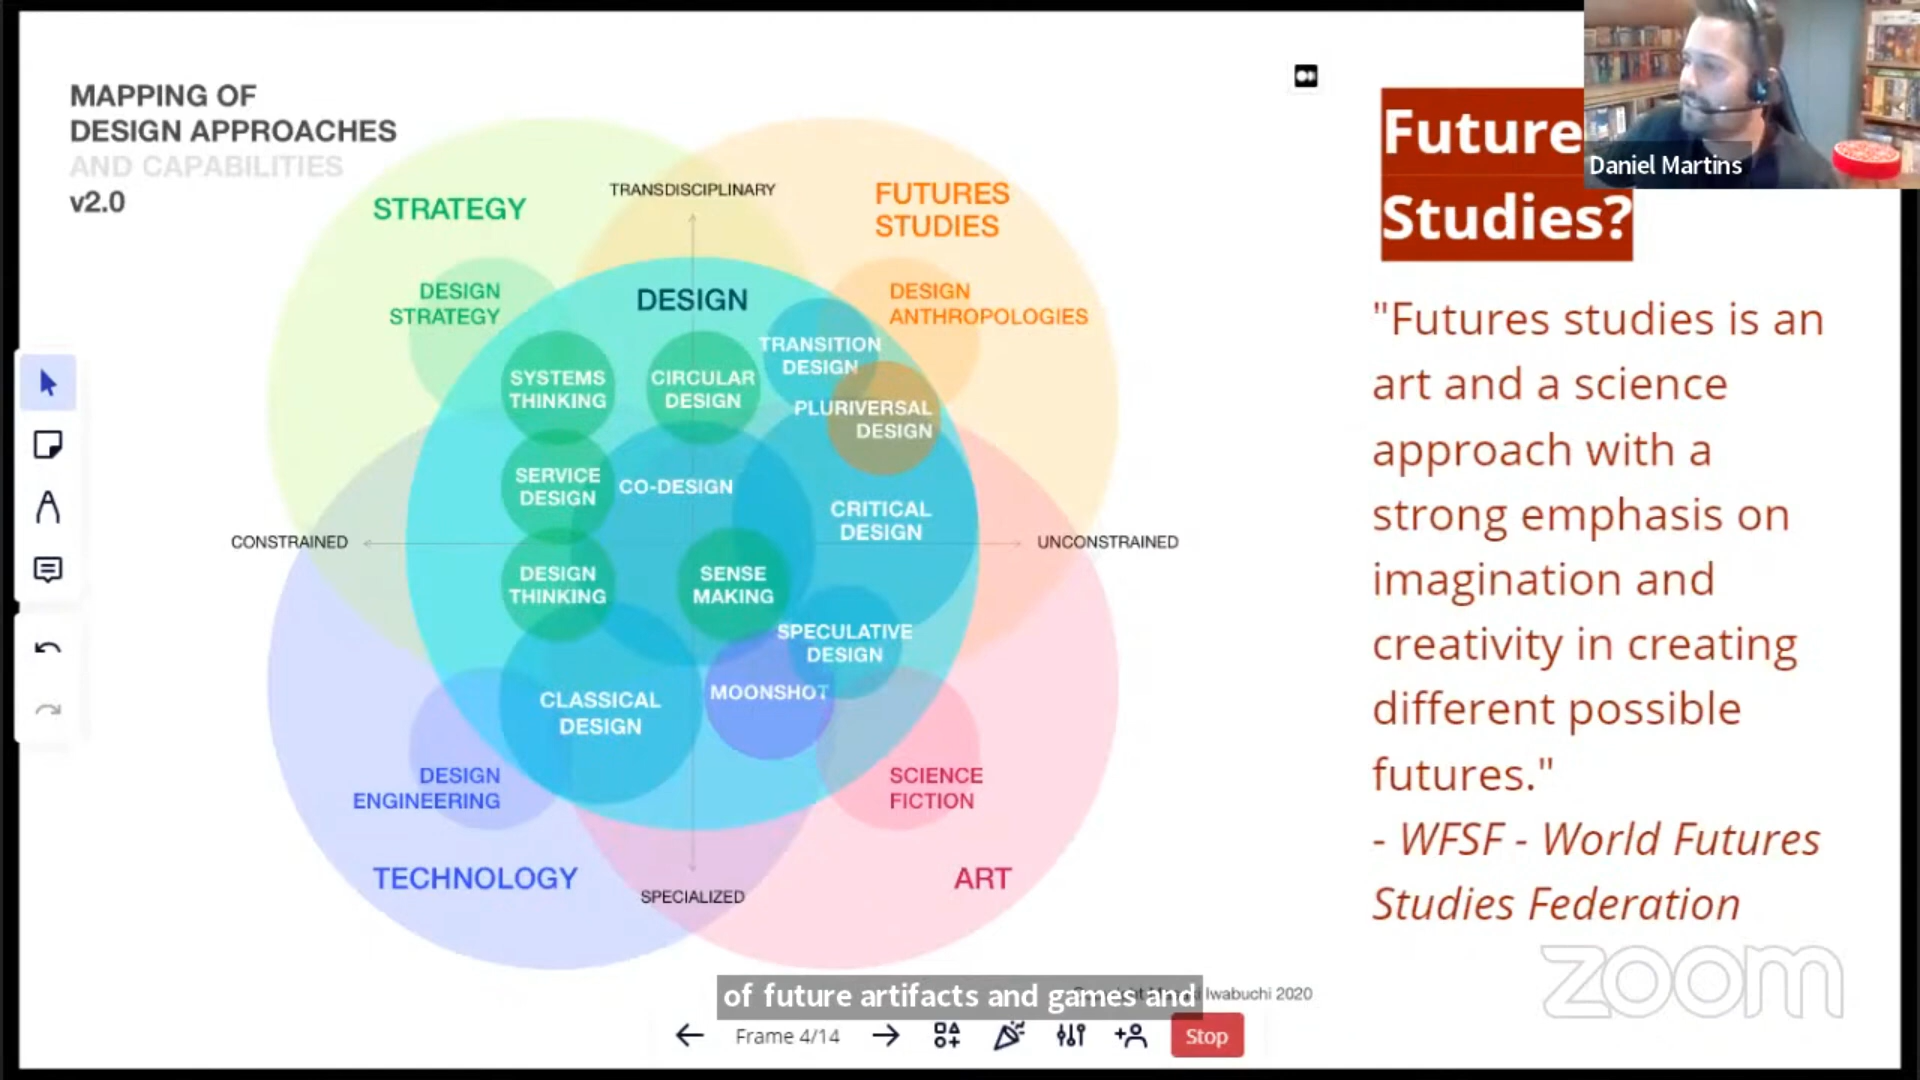 MAPPING OF
DESIGN APPROACHES
AND CAPABILITIES
v2.0
STRATEGY
TRANSDISCIPLINARY
FUTURES
STUDIES
DESIGN
STRATEGY
DESIGN
DESIGN
ANTHROPOLOGIES
TRANSITION
DESIGN
SYSTEMS
THINKING
CIRCULAR
DESIGN
PLURIVERSAL
DESIGN
SERVICE
DESIGN
CO-DESIGN
CRITICAL
DESIGN
CONSTRAINED
UNCONSTRAINED
DESIGN
THINKING
SENSE
MAKING
SPECULATIVE
DESIGN
CLASSICAL
DESIGN
MOONSHOT
DESIGN
ENGINEERING
SCIENCE
FICTION
TECHNOLOGY
ART
SPECIALIZED
Iwabuchi 2020
Future
Studies?
Daniel Martins
"Futures studies is an
art and a science
approach with a
strong emphasis on
imagination and
creativity in creating
different possible
futures."
- WFSF - World Futures
Studies Federation
zoom
of future artifacts and games and
Frame 4/14
Stop